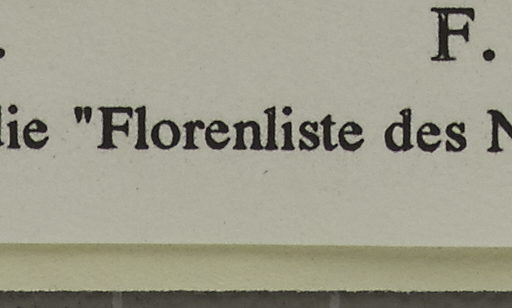 . F.
die "Florenliste des N